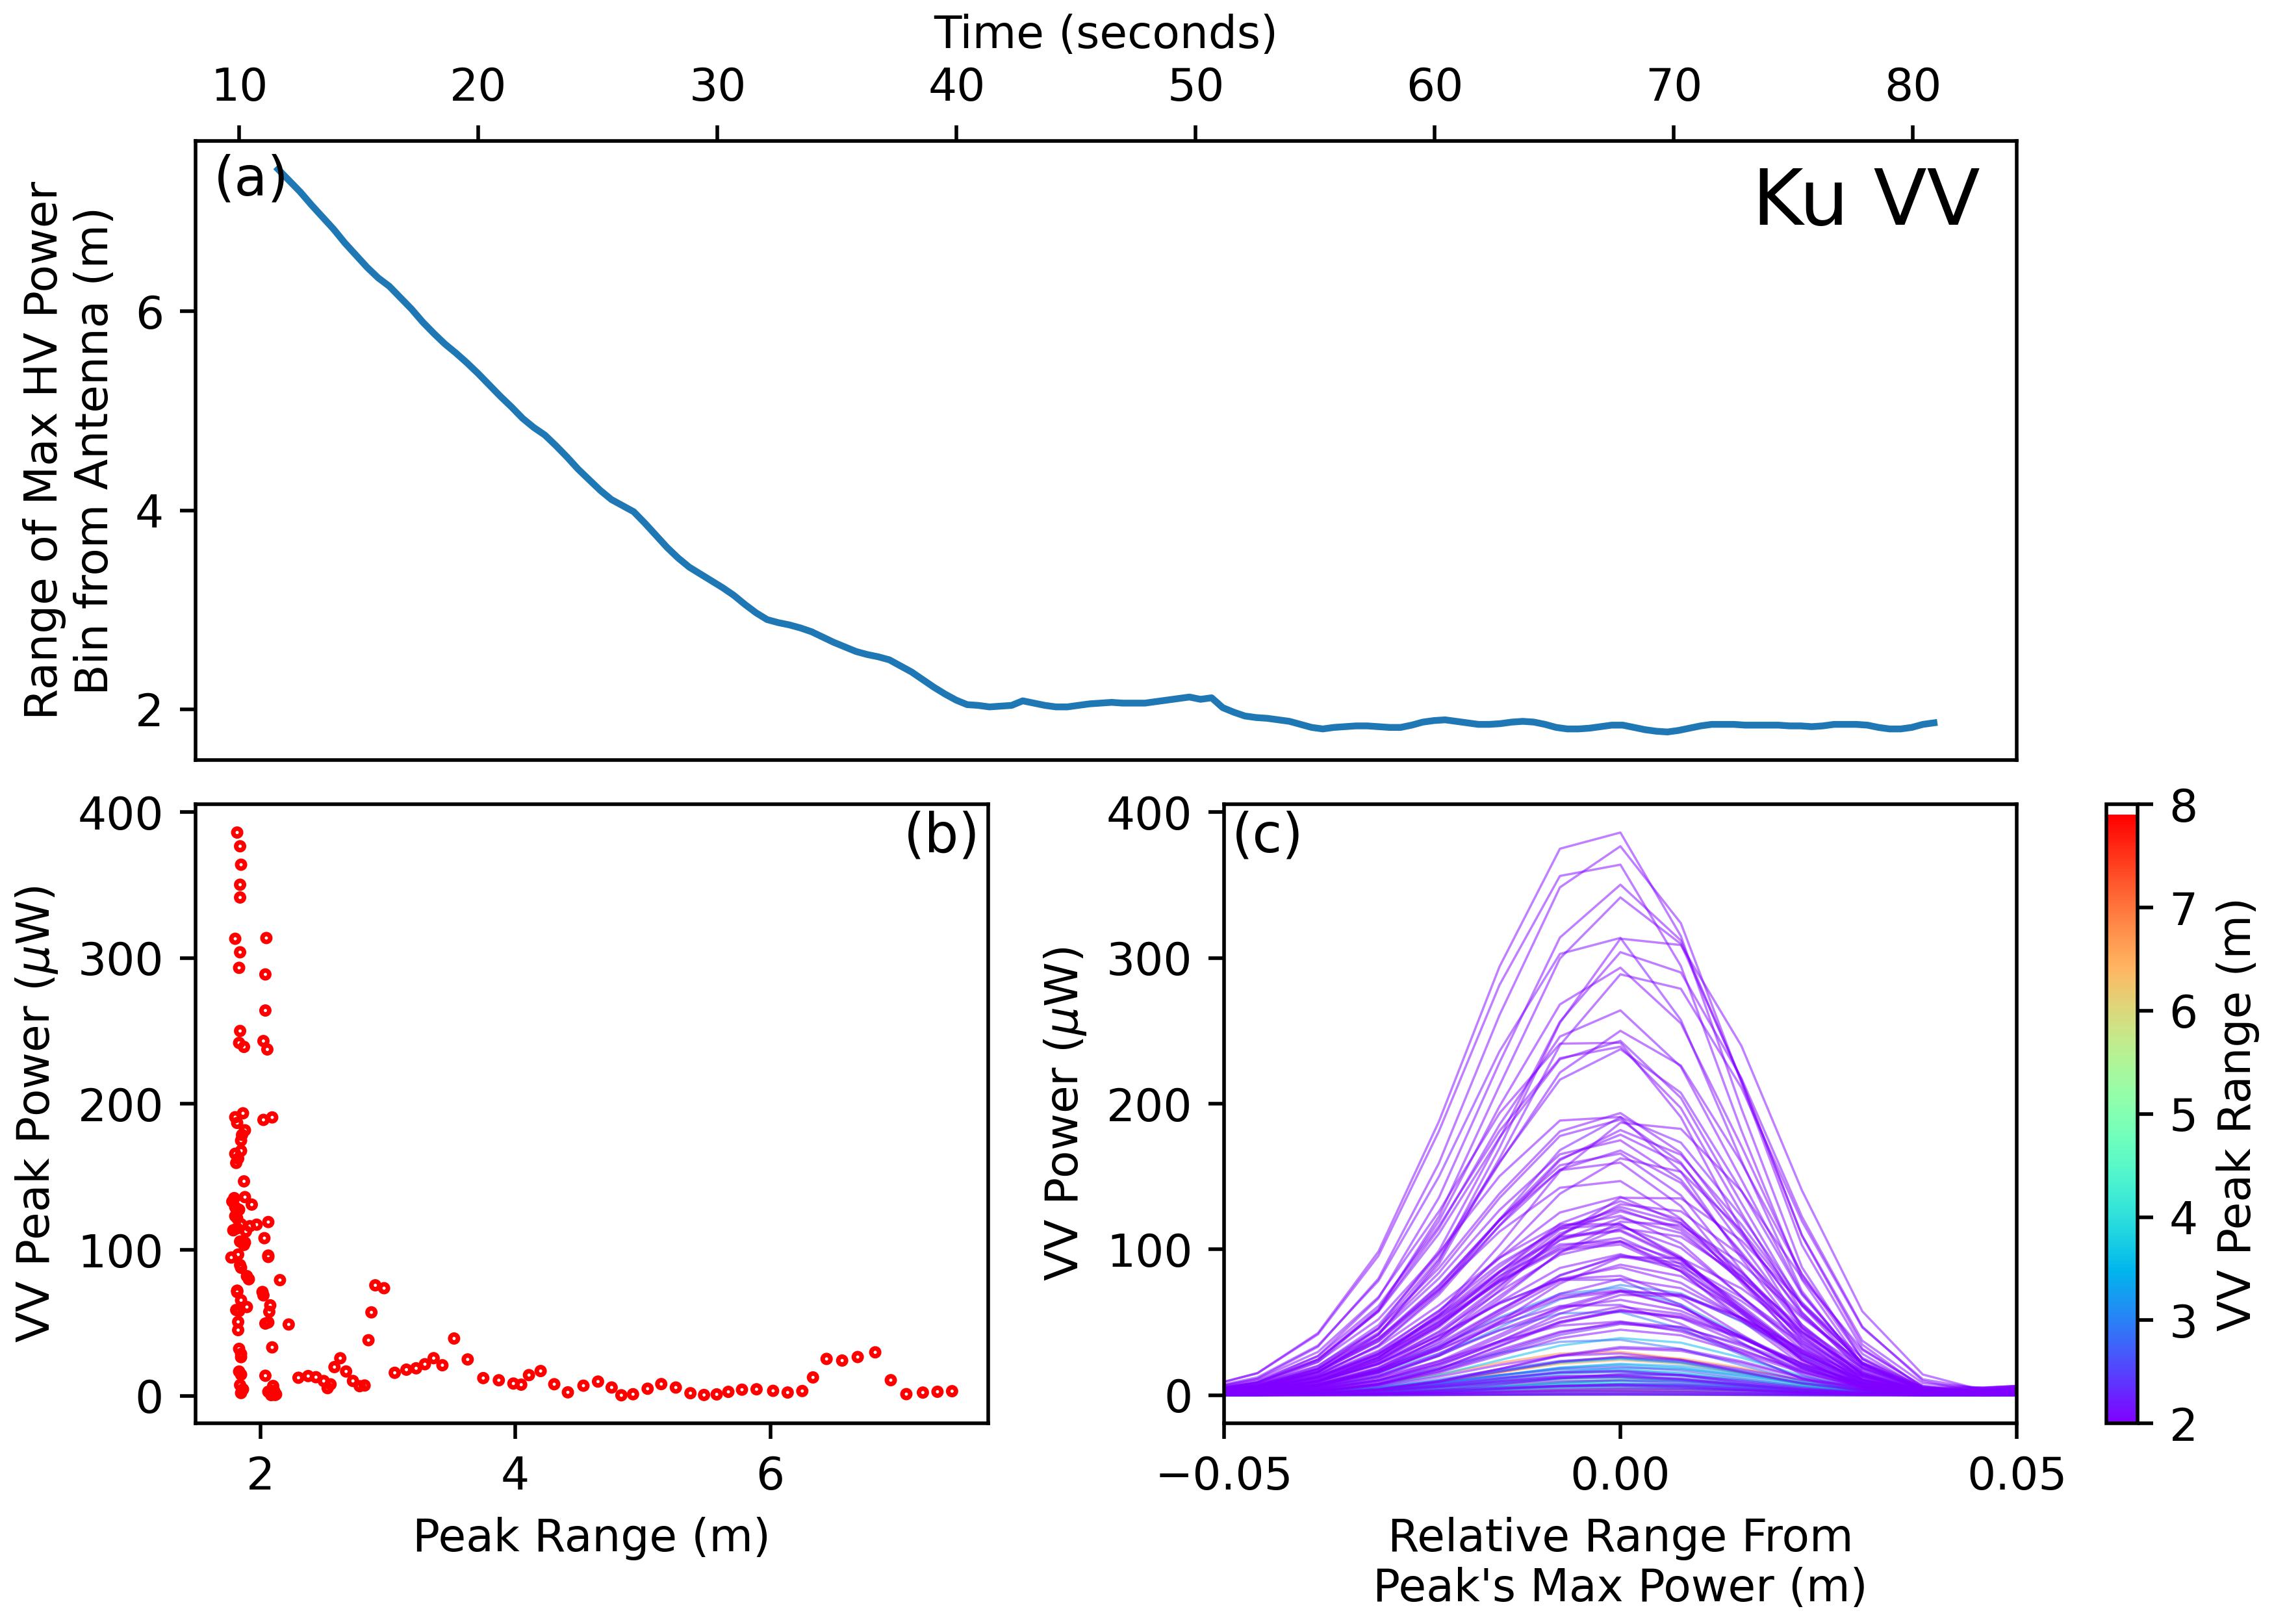 Time (seconds)
10 20 30 40 50 60 70 80
(a)
Ku VV
Range of Max HV Power
Bin from Antenna (m)
6
4
2
400
300
200
100
0
VV Peak Power (μW)
(b)
2 4 6
Peak Range (m)
400
300
200
100
0
VV Power (μW)
(c)
−0.05 0.00 0.05
Relative Range From
Peak's Max Power (m)
8
7
6
5
4
3
2
VV Peak Range (m)